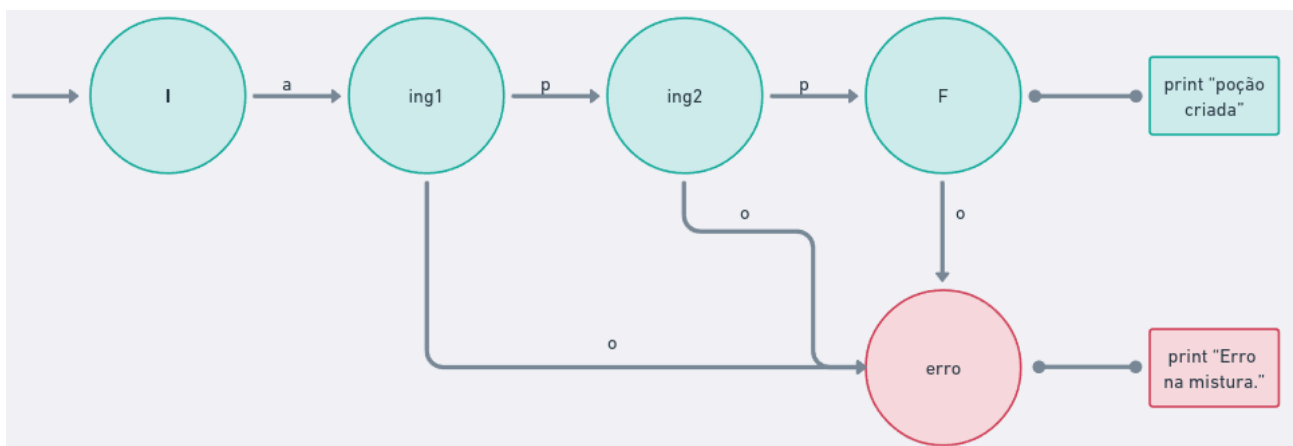 I
a
ing1
p
ing2
p
F
print "poção
criada"
o
o
o
erro
print "Erro
na mistura."